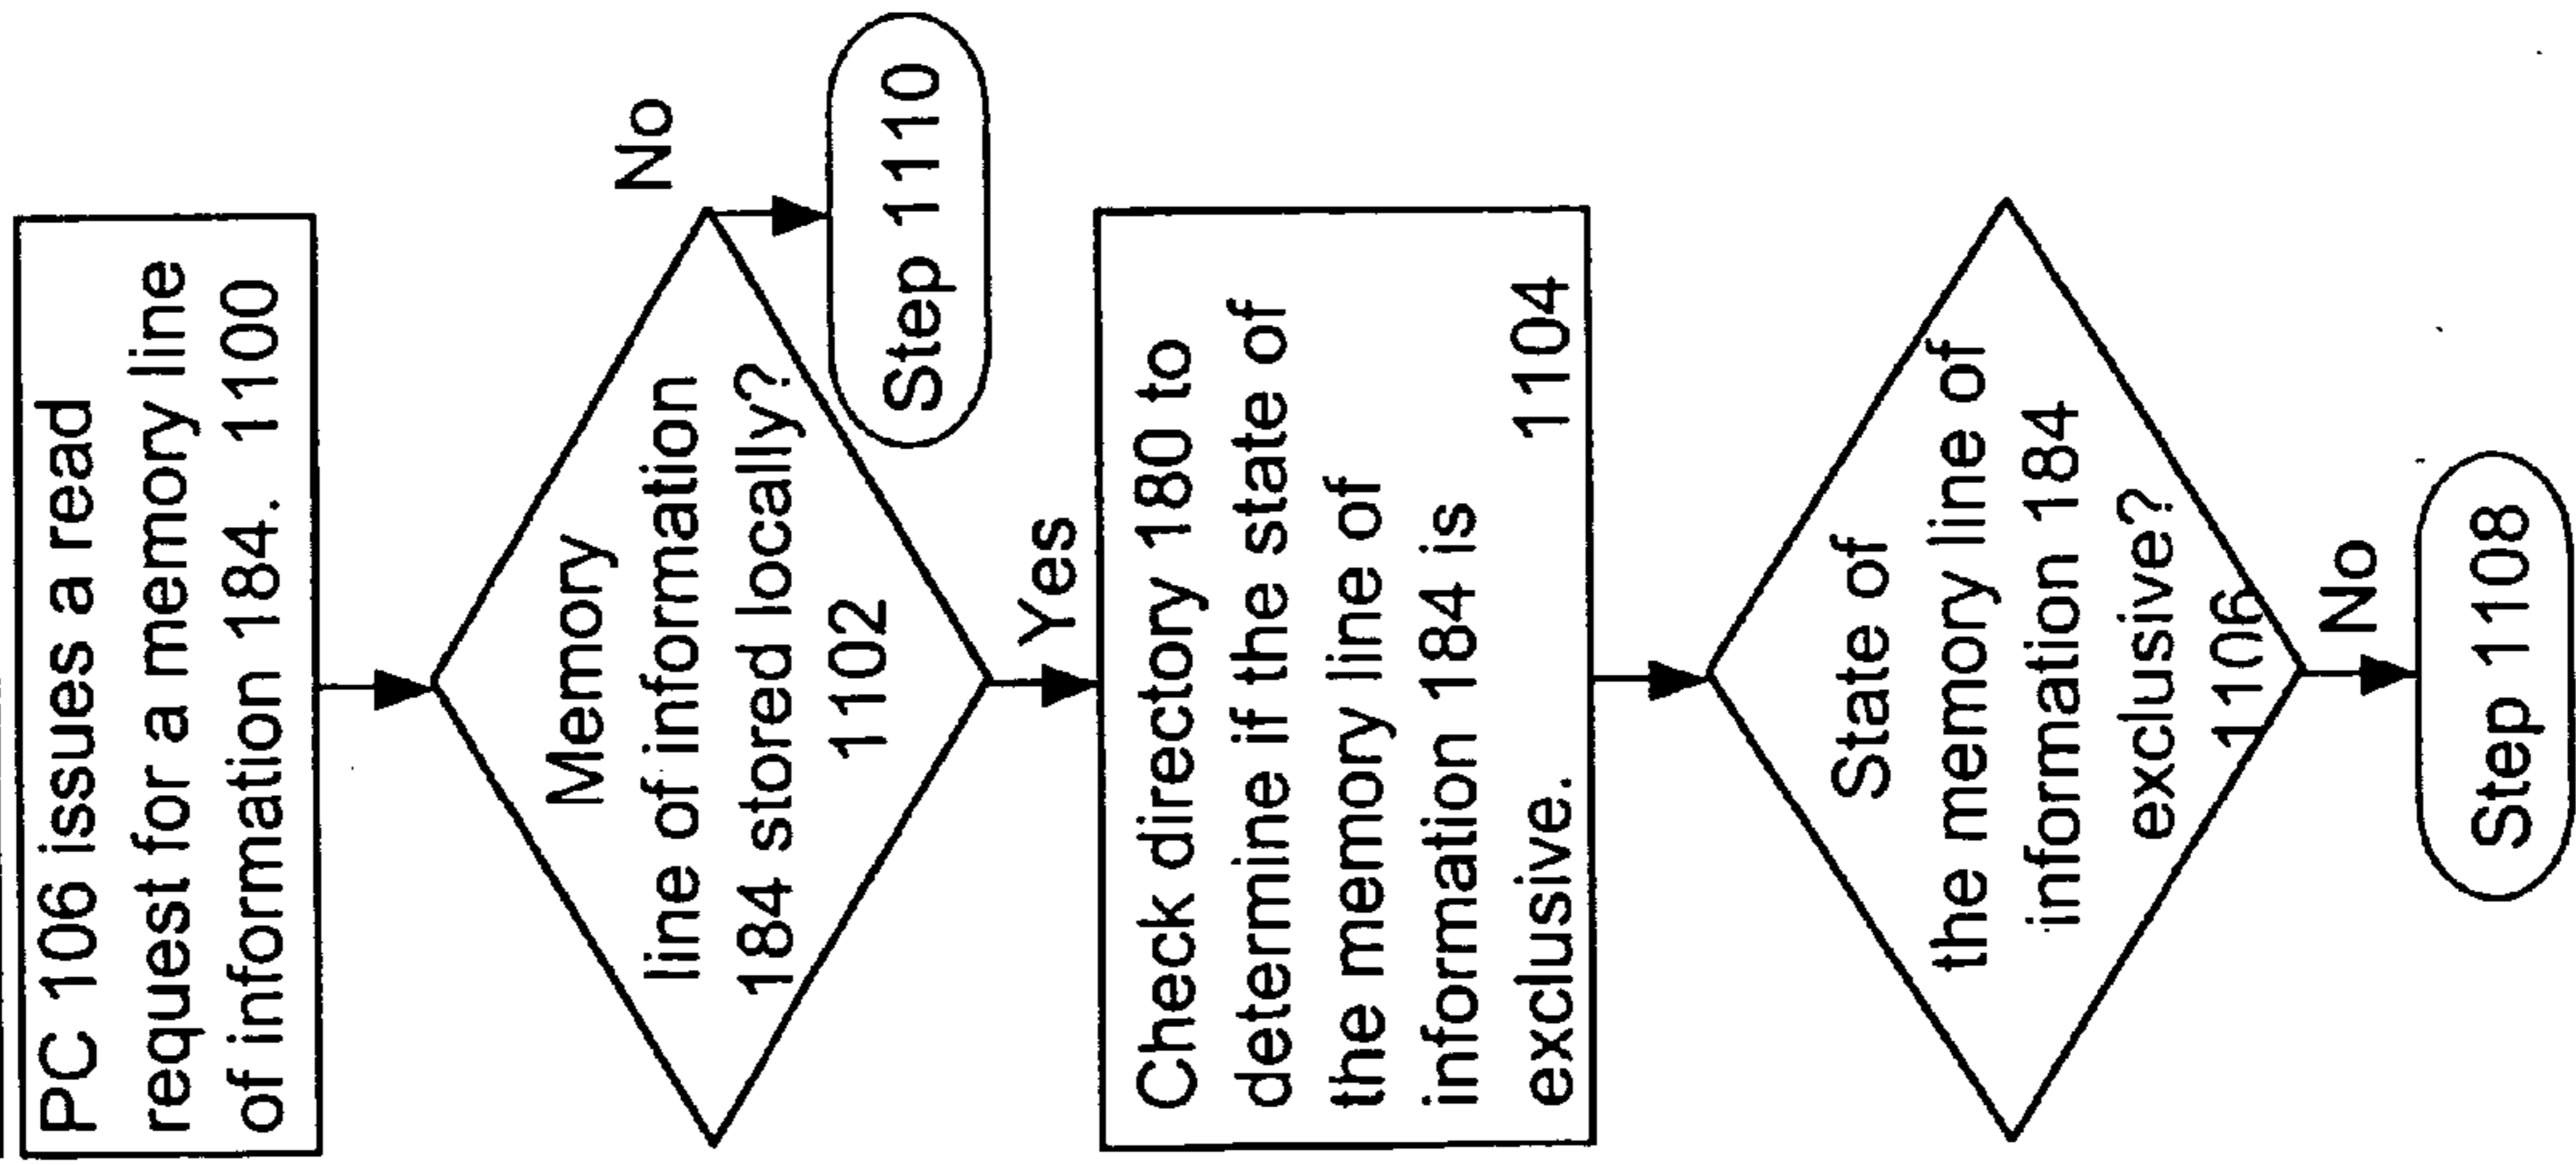 PC 106 issues a read
request for a memory line
of information 184. 1100
Memory
line of information
184 stored locally?
1102
No
Step 1110
Yes
Check directory 180 to
determine if the state of
the memory line of
information 184 is
exclusive. 1104
State of
the memory line of
information 184
exclusive?
1106
No
Step 1108